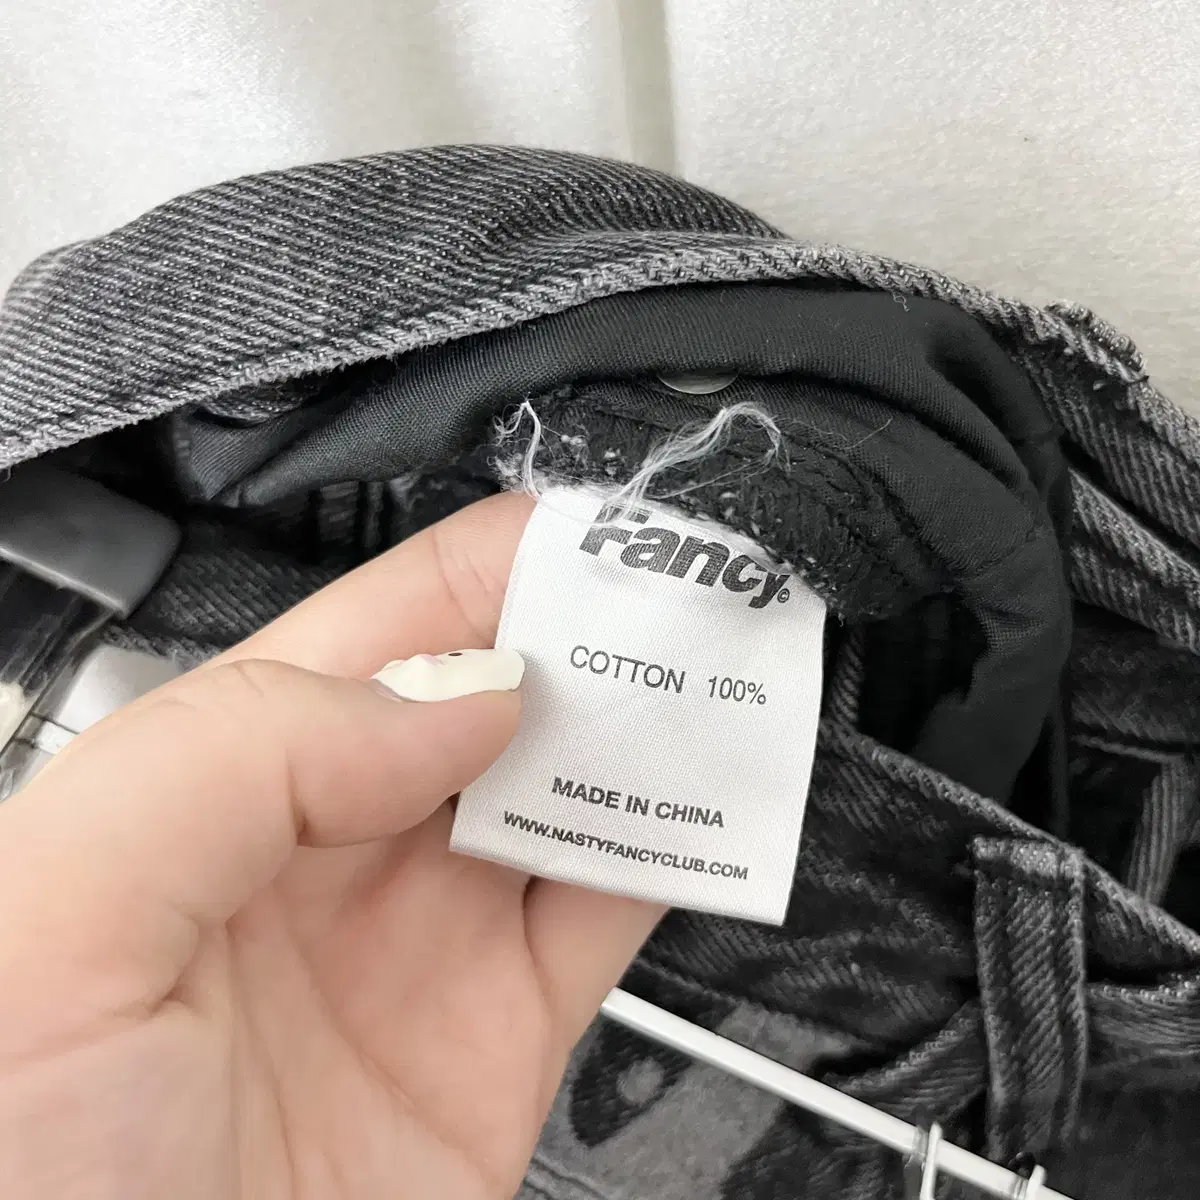 Fancy©
COTTON 100%
MADE IN CHINA
WWW.NASTYFANCYCLUB.COM